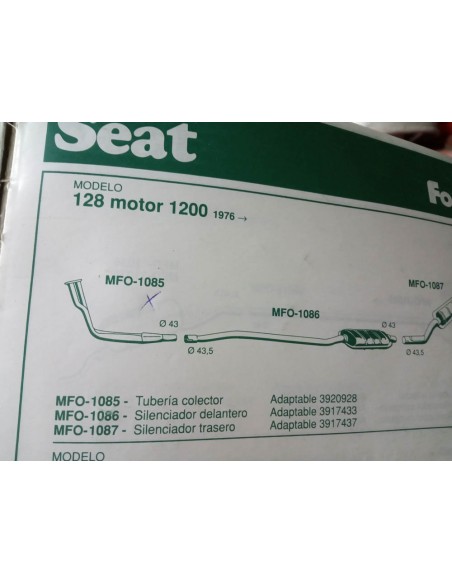 Seat
Fo
MODELO
128 motor 1200 1976 →
MFO-1085
MFO-1087
MFO-1086
Ø 43
Ø 43
Ø 43,5
Ø 43,5
MFO-1085 - Tubería colector Adaptable 3920928
MFO-1086 - Silenciador delantero Adaptable 3917433
MFO-1087 - Silenciador trasero Adaptable 3917437
MODELO